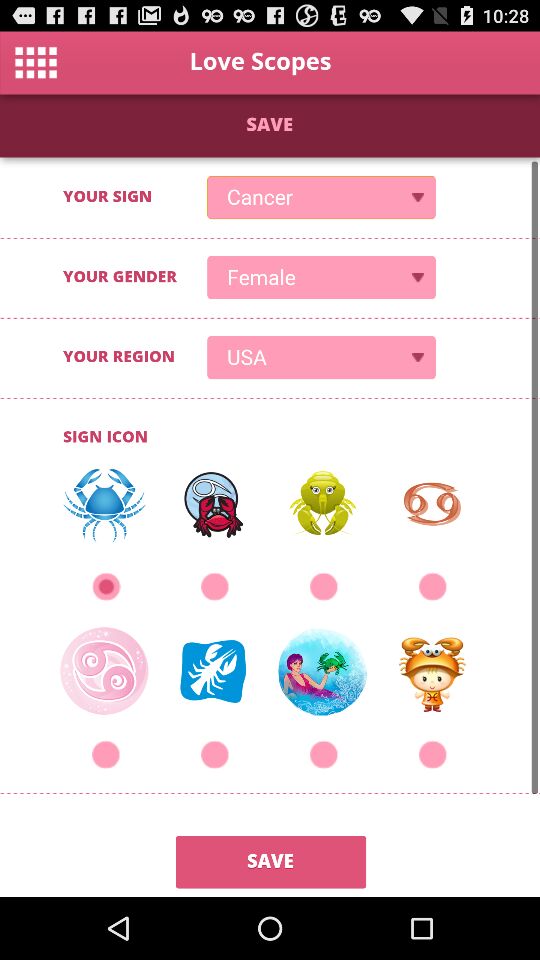 10:28
Love Scopes
SAVE
YOUR SIGN Cancer
YOUR GENDER Female
YOUR REGION USA
SIGN ICON
SAVE